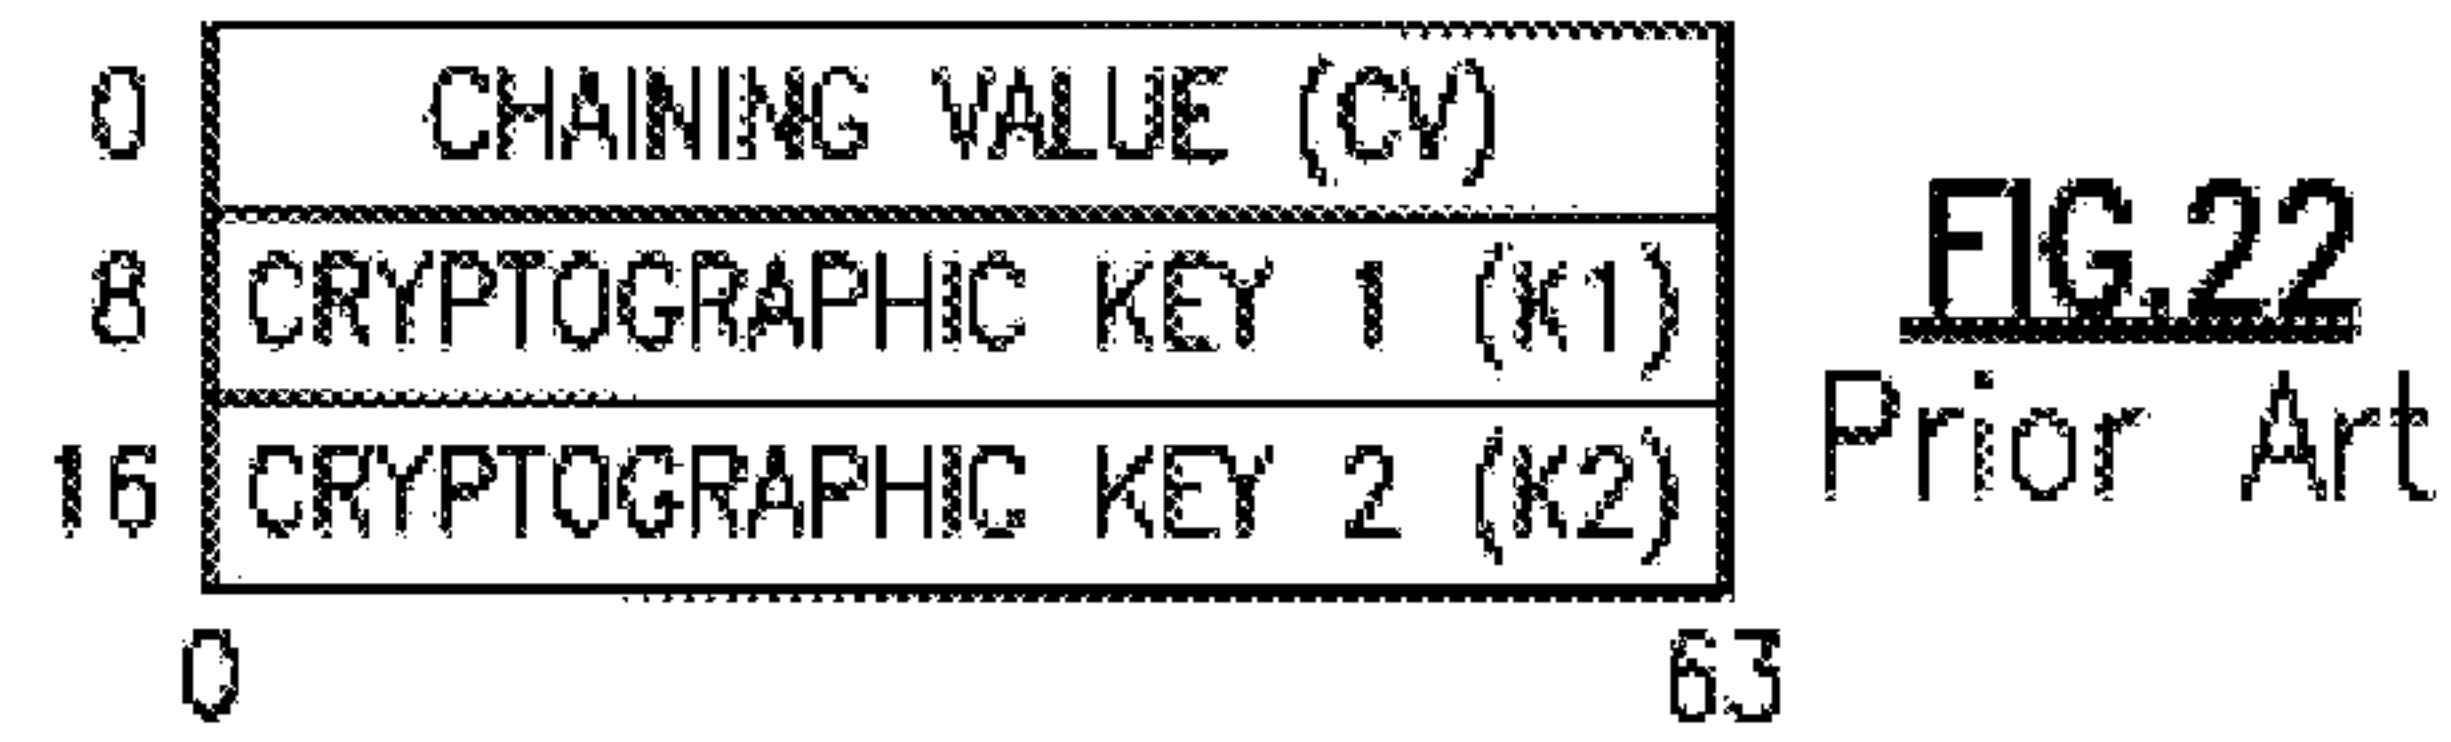 0 CHAINING VALUE (CV)
8 CRYPTOGRAPHIC KEY 1 (K1)
16 CRYPTOGRAPHIC KEY 2 (K2)
0 63
FIG.22
Prior Art